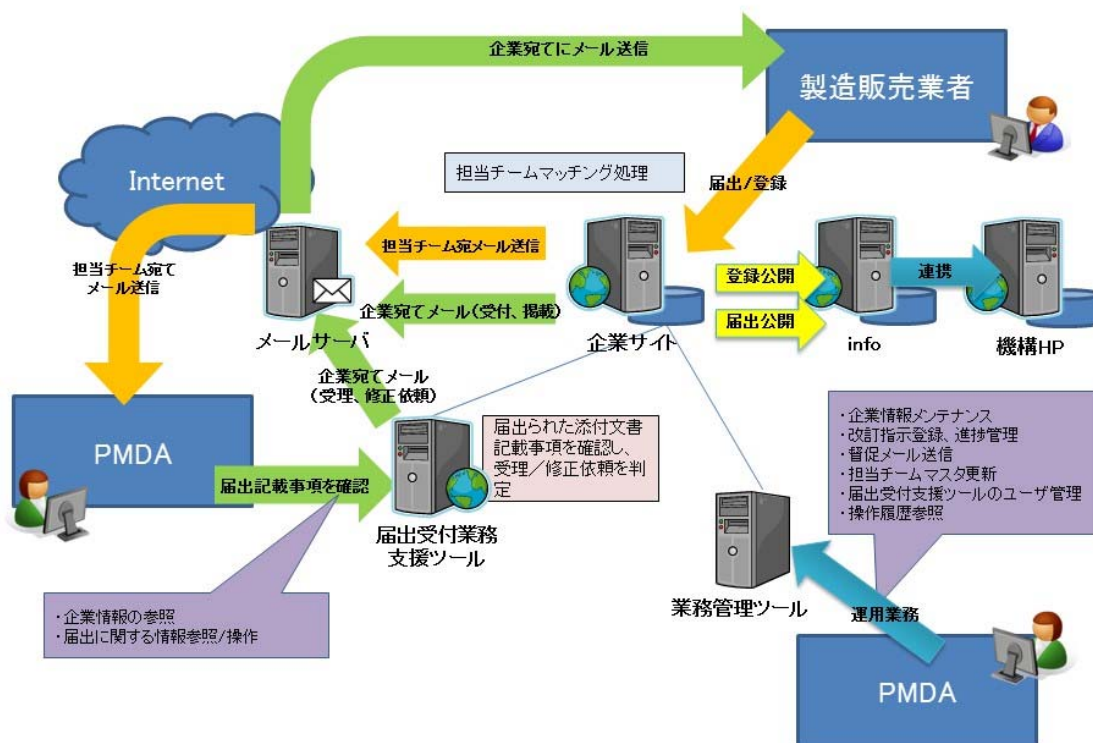 企業宛てにメール送信
製造販売業者
Internet
担当チームマッチング処理
届出/登録
担当チーム宛て
メール送信
担当チーム宛メール送信
登録公開
連携
企業宛てメール(受付、掲載)
届出公開
メールサーバ
企業サイト
info
機構HP
企業宛てメール
(受理、修正依頼)
PMDA
届出られた添付文書
記載事項を確認し、
受理/修正依頼を判
定
・企業情報メンテナンス
・改訂指示登録、進捗管理
・督促メール送信
・担当チームマスタ更新
・届出受付支援ツールのユーザ管理
・操作履歴参照
届出記載事項を確認
届出受付業務
支援ツール
・企業情報の参照
・届出に関する情報参照/操作
業務管理ツール
運用業務
PMDA